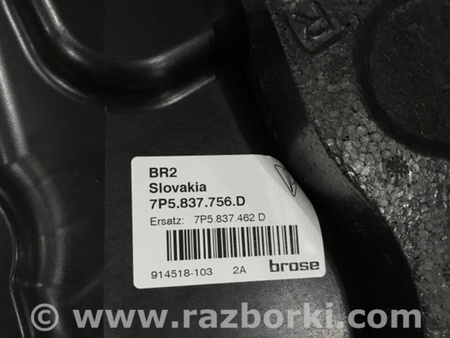 R
BR2
Slovakia
7P5.837.756.D
Ersatz: 7P5.837.462 D
914518-103 2A brose
© www.razborki.com